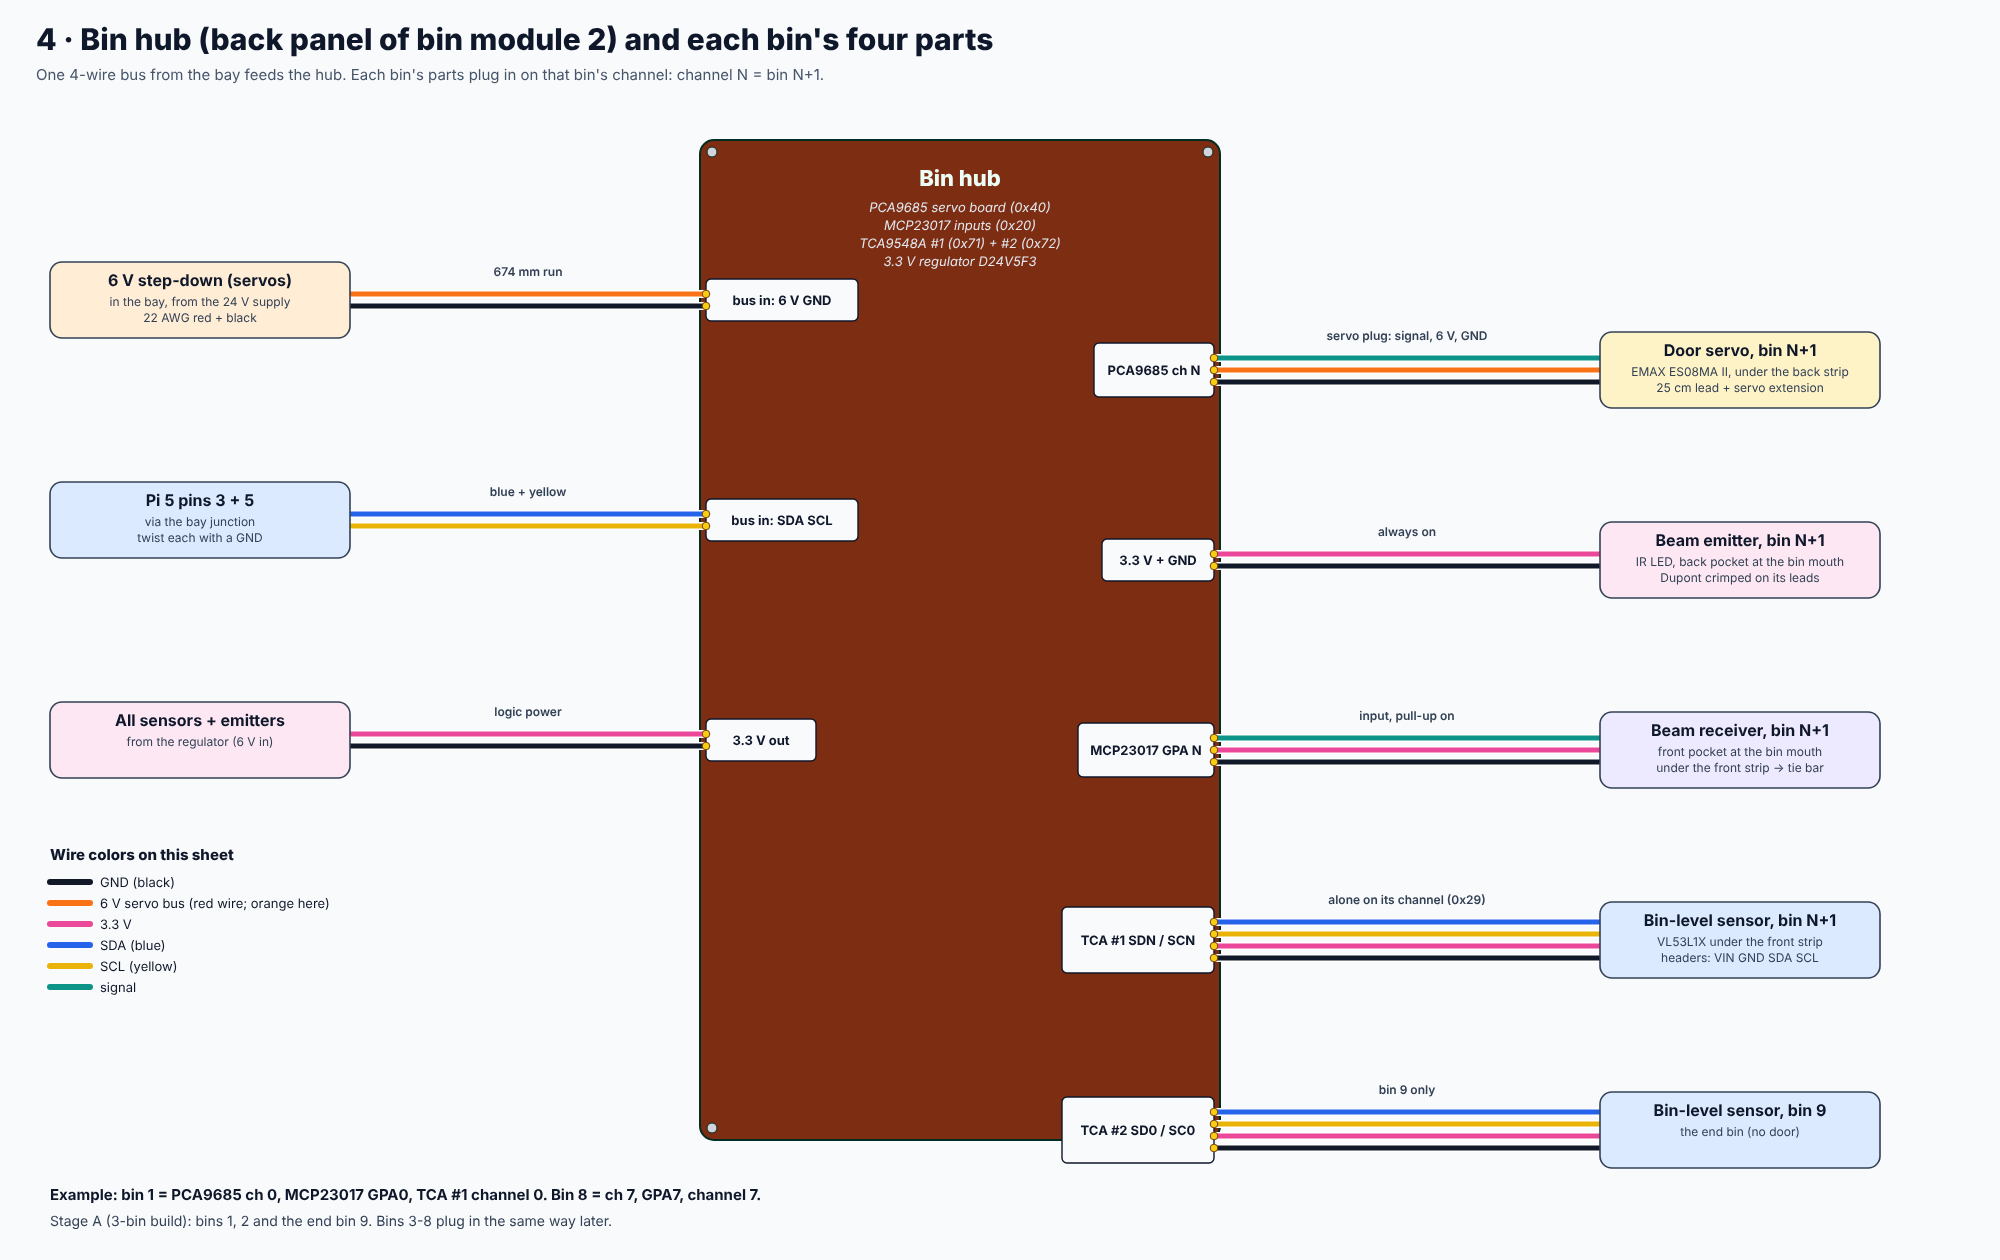 4 · Bin hub (back panel of bin module 2) and each bin's four parts
One 4-wire bus from the bay feeds the hub. Each bin's parts plug in on that bin's channel: channel N = bin N+1.
Bin hub
PCA9685 servo board (0x40)
MCP23017 inputs (0x20)
TCA9548A #1 (0x71) + #2 (0x72)
3.3 V regulator D24V5F3
6 V step-down (servos)
in the bay, from the 24 V supply
22 AWG red + black
674 mm run
bus in: 6 V GND
Pi 5 pins 3 + 5
via the bay junction
twist each with a GND
blue + yellow
bus in: SDA SCL
All sensors + emitters
from the regulator (6 V in)
logic power
3.3 V out
PCA9685 ch N
servo plug: signal, 6 V, GND
Door servo, bin N+1
EMAX ES08MA II, under the back strip
25 cm lead + servo extension
3.3 V + GND
always on
Beam emitter, bin N+1
IR LED, back pocket at the bin mouth
Dupont crimped on its leads
MCP23017 GPA N
input, pull-up on
Beam receiver, bin N+1
front pocket at the bin mouth
under the front strip → tie bar
TCA #1 SDN / SCN
alone on its channel (0x29)
Bin-level sensor, bin N+1
VL53L1X under the front strip
headers: VIN GND SDA SCL
TCA #2 SD0 / SC0
bin 9 only
Bin-level sensor, bin 9
the end bin (no door)
Wire colors on this sheet
GND (black)
6 V servo bus (red wire; orange here)
3.3 V
SDA (blue)
SCL (yellow)
signal
Example: bin 1 = PCA9685 ch 0, MCP23017 GPA0, TCA #1 channel 0. Bin 8 = ch 7, GPA7, channel 7.
Stage A (3-bin build): bins 1, 2 and the end bin 9. Bins 3-8 plug in the same way later.